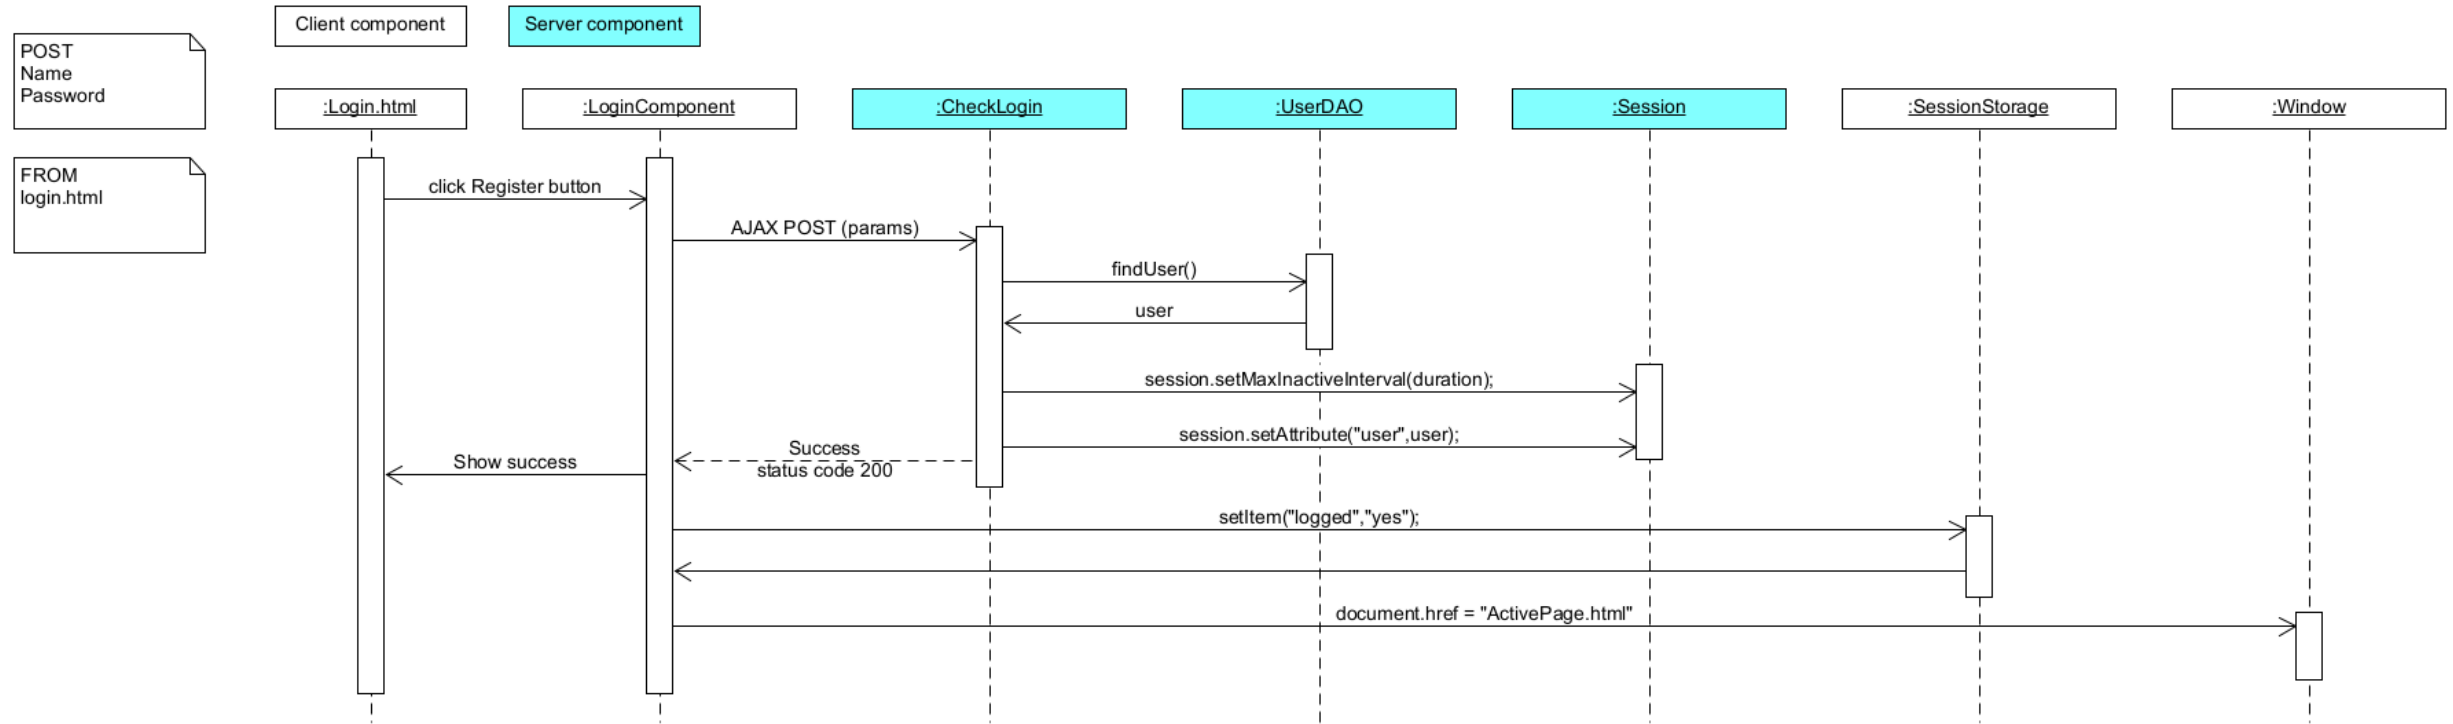 Client component
Server component
POST
Name
Password
:Login.html
:LoginComponent
:CheckLogin
:UserDAO
:Session
:SessionStorage
:Window
FROM
login.html
click Register button
AJAX POST (params)
findUser()
user
session.setMaxInactiveInterval(duration);
session.setAttribute("user",user);
Success
status code 200
Show success
setItem("logged","yes");
document.href = "ActivePage.html"